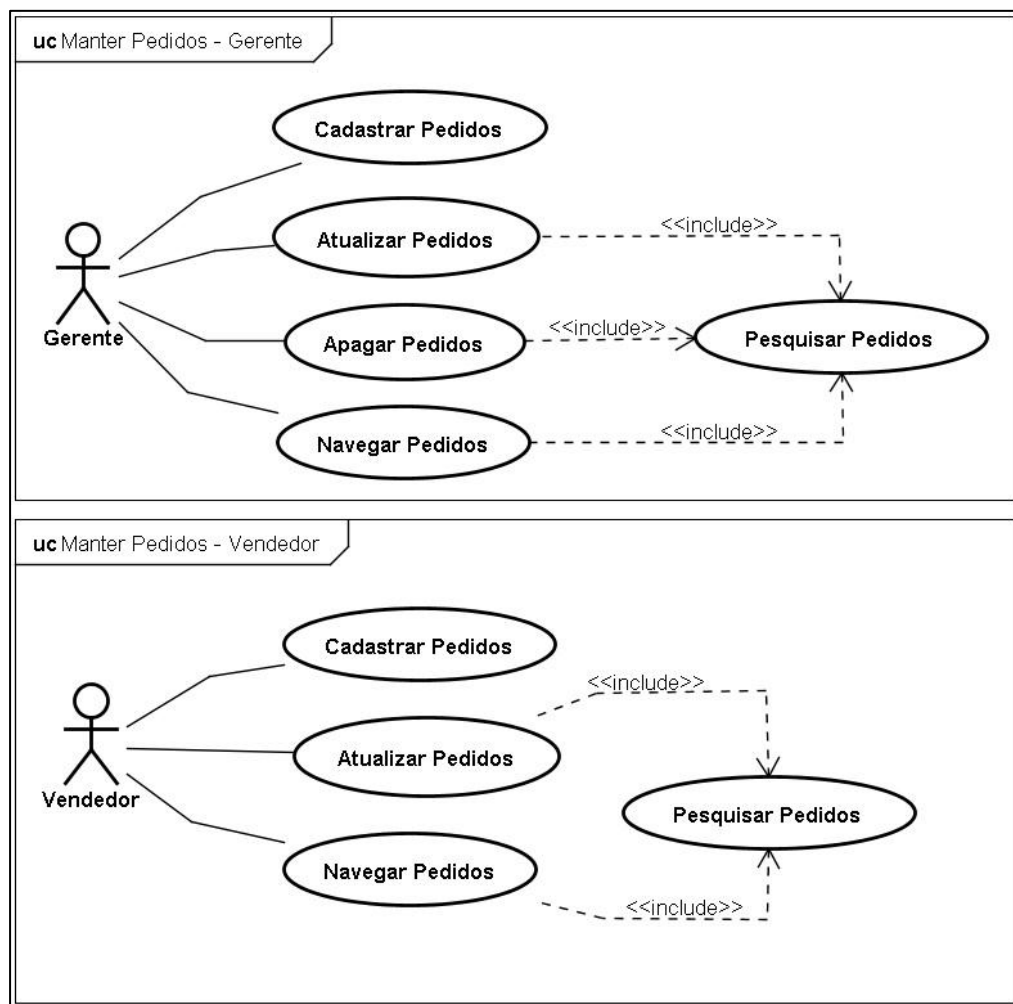 uc Manter Pedidos - Gerente
Cadastrar Pedidos
<<include>>
Atualizar Pedidos
<<include>>
Gerente
Apagar Pedidos
Pesquisar Pedidos
<<include>>
Navegar Pedidos
uc Manter Pedidos - Vendedor
Cadastrar Pedidos
<<include>>
Atualizar Pedidos
Vendedor
Pesquisar Pedidos
Navegar Pedidos
<<include>>